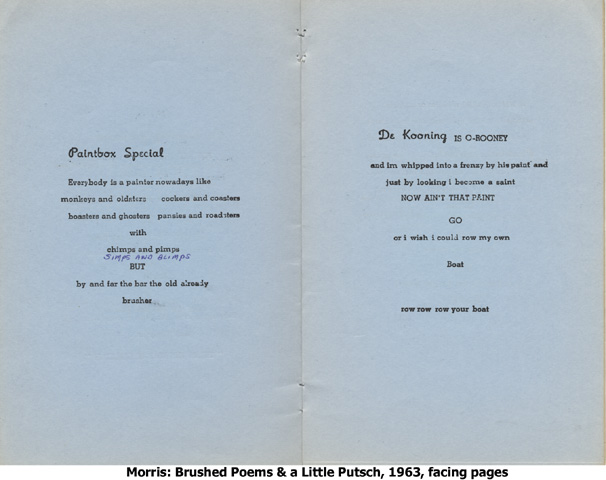 Paintbox Special
Everybody is a painter nowadays like
monkeys and oldsters cockers and coasters
boasters and ghosters pansies and roadsters
with
chimps and pimps
SIMPS AND BLIMPS
BUT
by and far the bar the old already
brusher
De Kooning IS O-ROONEY
and im whipped into a frenzy by his paint and
just by looking i become a saint
NOW AIN'T THAT PAINT
GO
or i wish i could row my own
Boat
row row row your boat
Morris: Brushed Poems & a Little Putsch, 1963, facing pages